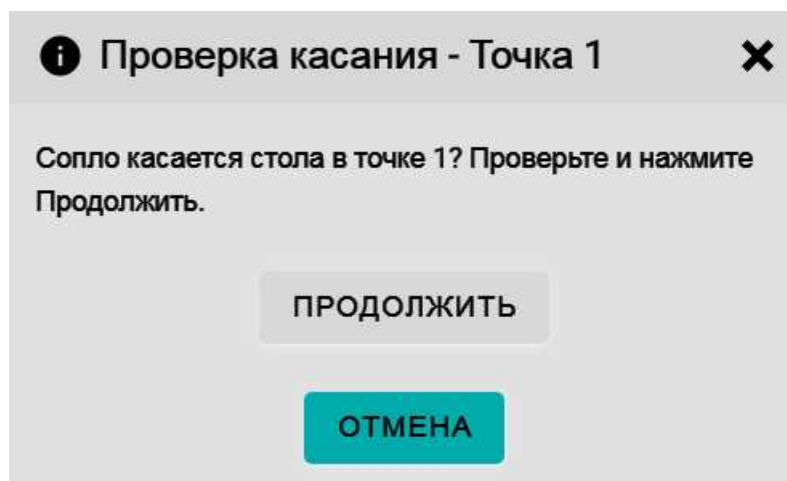 Проверка касания - Точка 1
Сопло касается стола в точке 1? Проверьте и нажмите
Продолжить.
ПРОДОЛЖИТЬ
ОТМЕНА